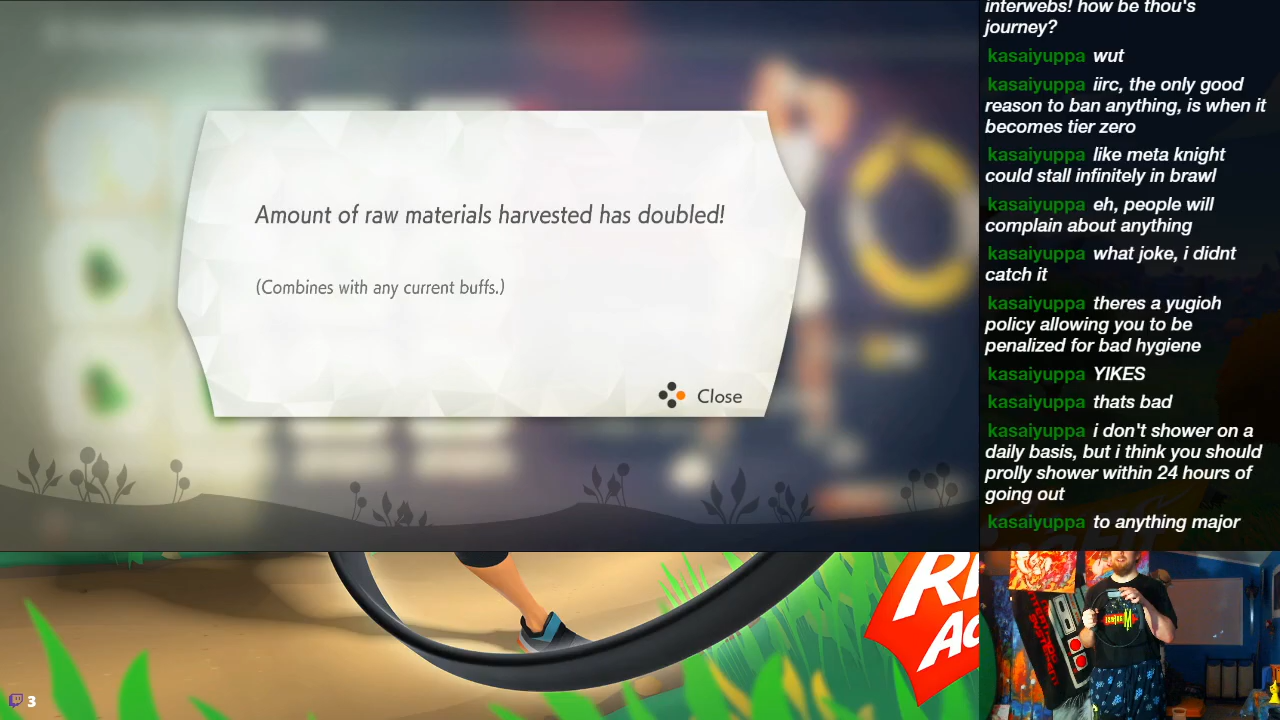 Amount of raw materials harvested has doubled!
(Combines with any current buffs.)
Close
interwebs! how be thou's
journey?
kasaiyuppa wut
kasaiyuppa iirc, the only good
reason to ban anything, is when it
becomes tier zero
kasaiyuppa like meta knight
could stall infinitely in brawl
kasaiyuppa eh, people will
complain about anything
kasaiyuppa what joke, i didnt
catch it
kasaiyuppa theres a yugioh
policy allowing you to be
penalized for bad hygiene
kasaiyuppa YIKES
kasaiyuppa thats bad
kasaiyuppa i don't shower on a
daily basis, but i think you should
prolly shower within 24 hours of
going out
kasaiyuppa to anything major
3